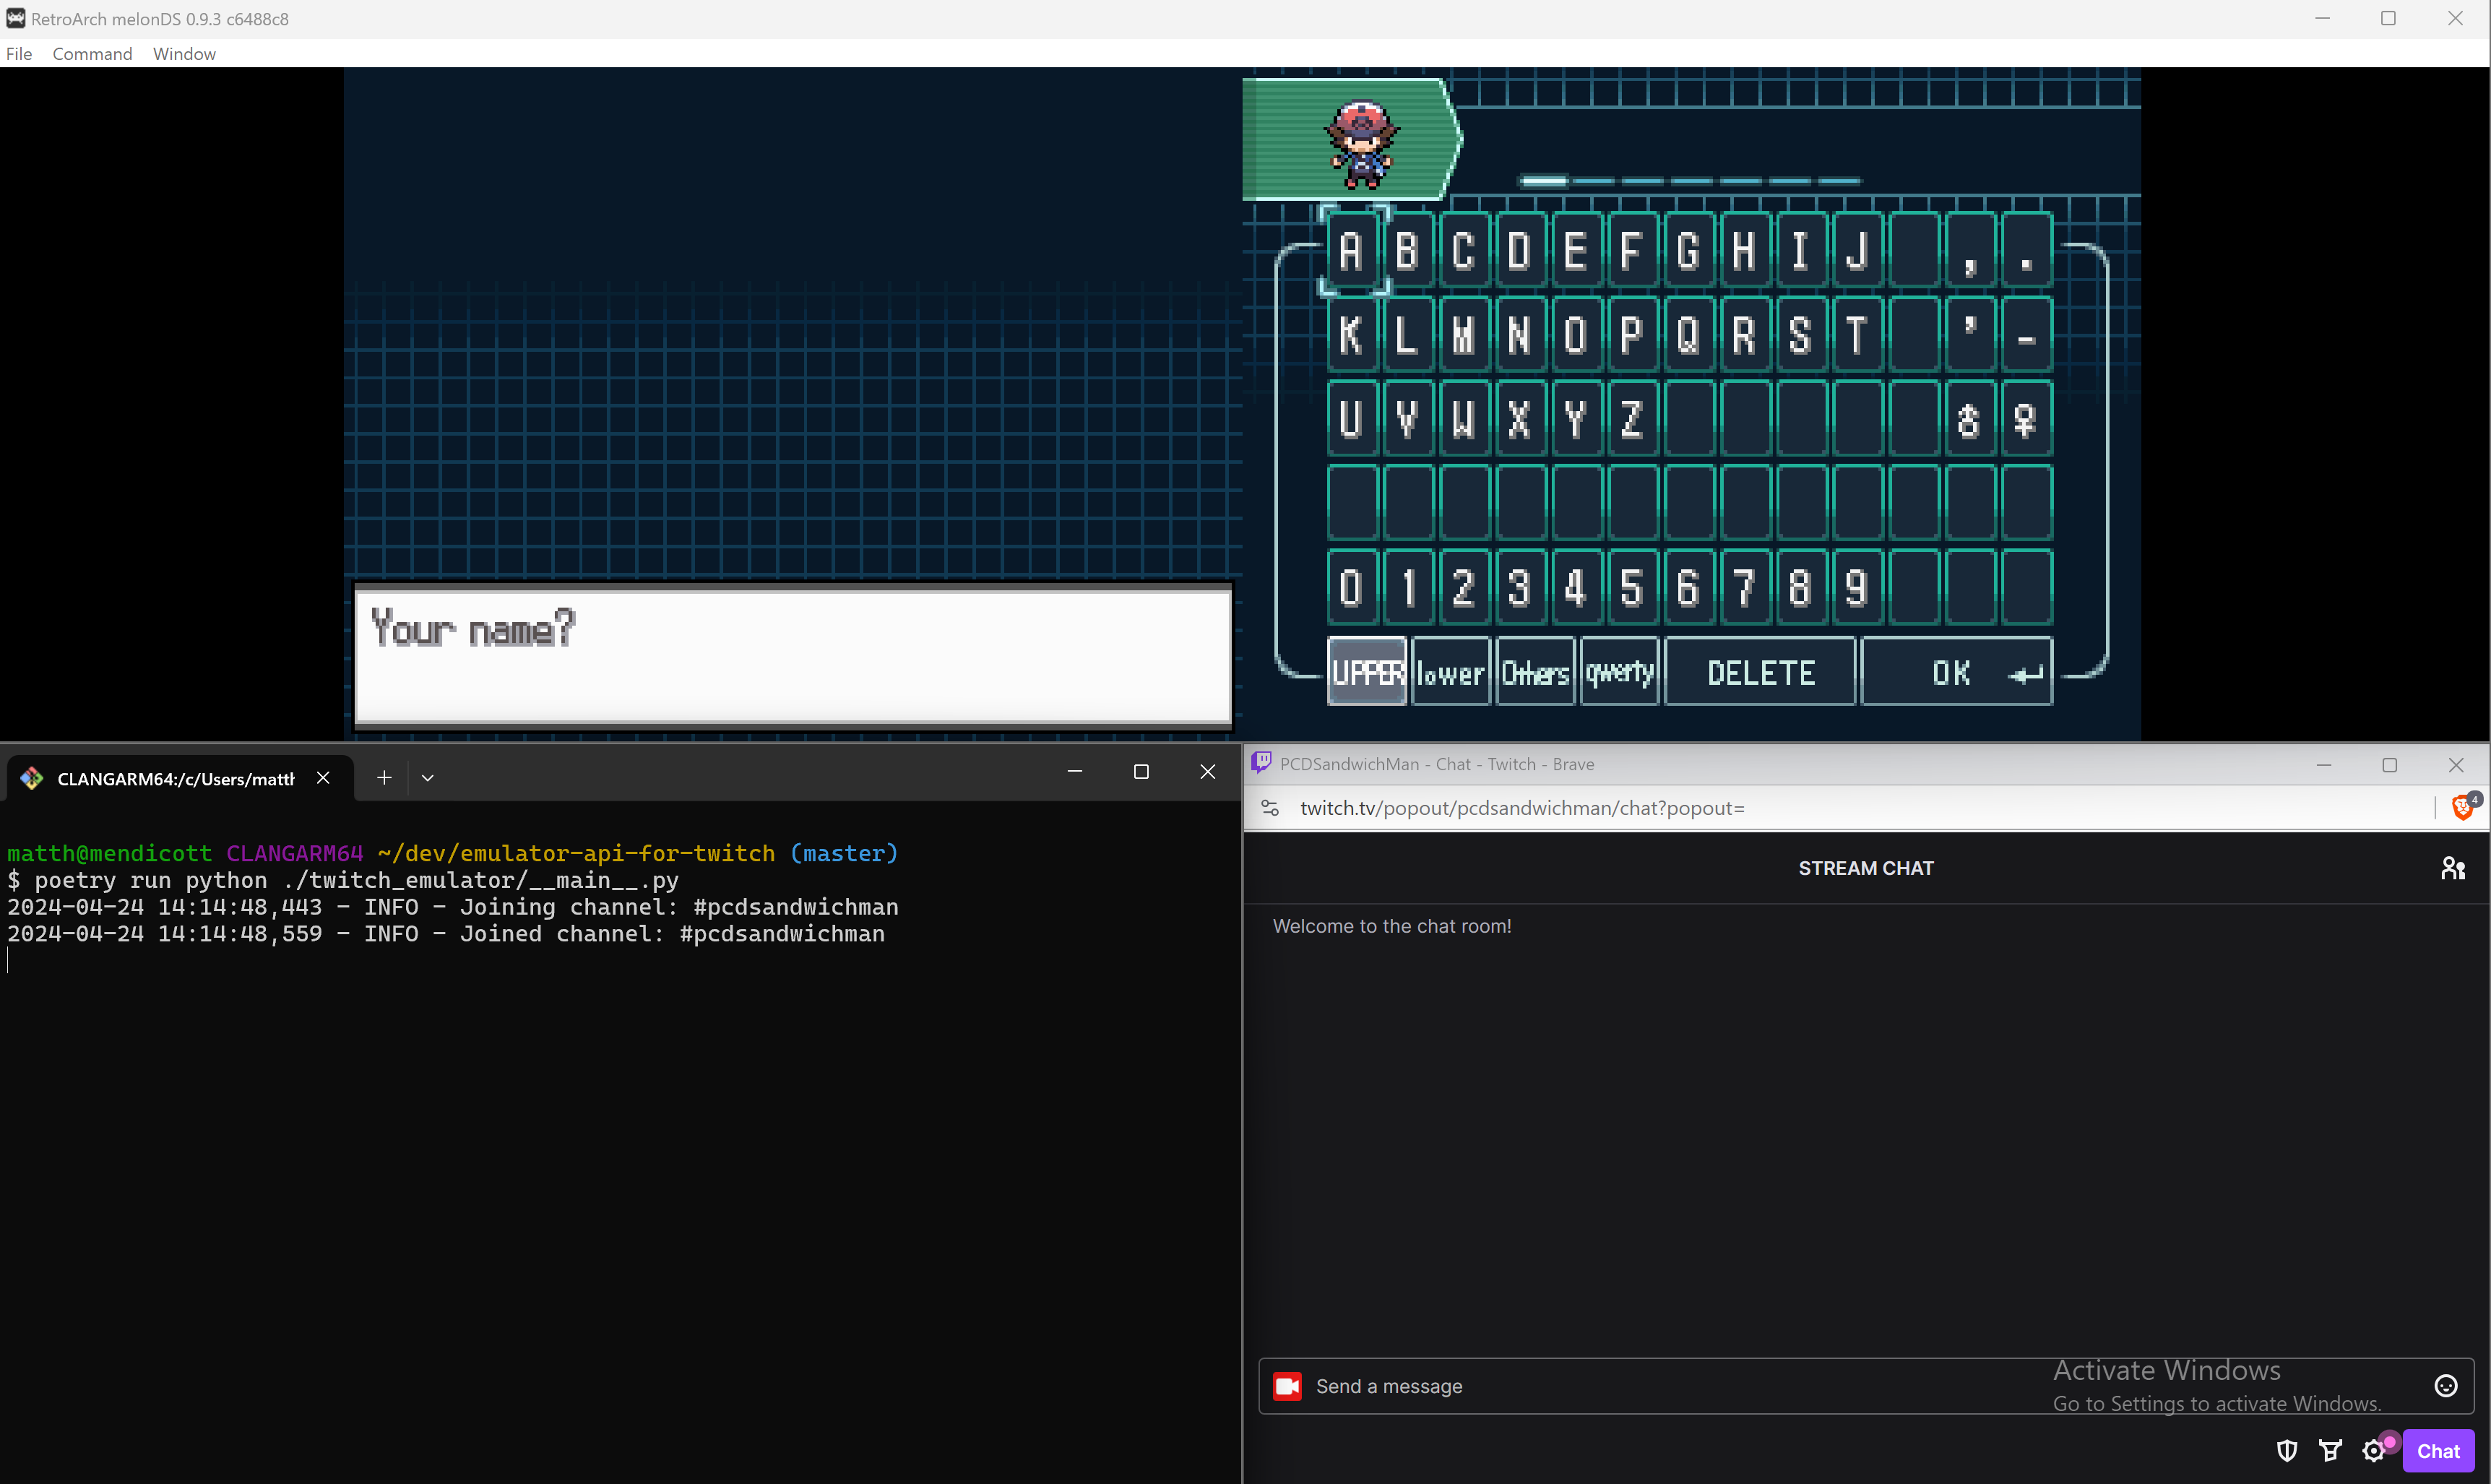 RetroArch melonDS 0.9.3 c6488c8
File Command Window
A B C D E F G H I J , .
K L M N O P Q R S T ' -
U V W X Y Z ♂ ♀
0 1 2 3 4 5 6 7 8 9
UPPER lower Others qwerty DELETE OK
Your name?
CLANGARM64:/c/Users/matth
matth@mendicott CLANGARM64 ~/dev/emulator-api-for-twitch (master)
$ poetry run python ./twitch_emulator/__main__.py
2024-04-24 14:14:48,443 - INFO - Joining channel: #pcdsandwichman
2024-04-24 14:14:48,559 - INFO - Joined channel: #pcdsandwichman
PCDSandwichMan - Chat - Twitch - Brave
twitch.tv/popout/pcdsandwichman/chat?popout=
4
STREAM CHAT
Welcome to the chat room!
Send a message
Activate Windows
Go to Settings to activate Windows.
Chat